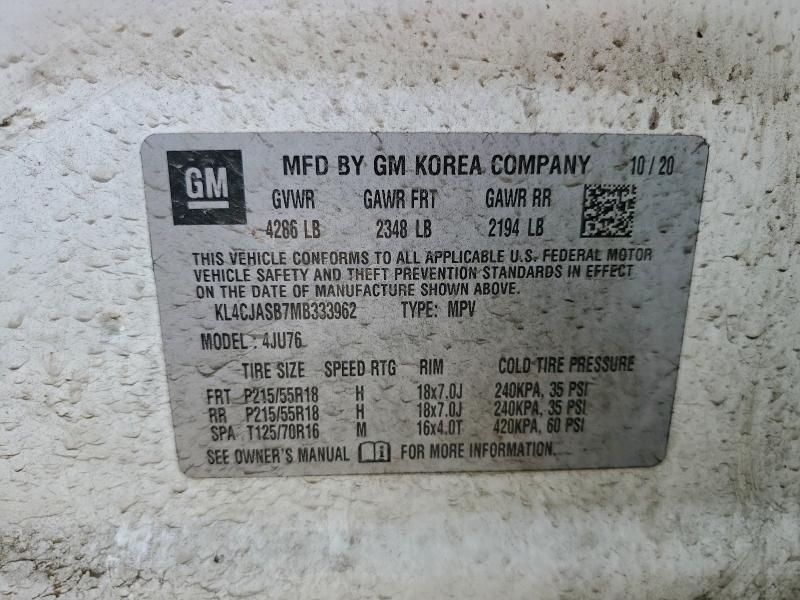 GM MFD BY GM KOREA COMPANY 10/20
GVWR GAWR FRT GAWR RR
4286 LB 2348 LB 2194 LB
THIS VEHICLE CONFORMS TO ALL APPLICABLE U.S. FEDERAL MOTOR
VEHICLE SAFETY AND THEFT PREVENTION STANDARDS IN EFFECT
ON THE DATE OF MANUFACTURE SHOWN ABOVE.
KL4CJASB7MB333962 TYPE: MPV
MODEL : 4JU76
TIRE SIZE SPEED RTG RIM COLD TIRE PRESSURE
FRT P215/55R18 H 18x7.0J 240KPA, 35 PSI
RR P215/55R18 H 18x7.0J 240KPA, 35 PSI
SPA T125/70R16 M 16x4.0T 420KPA, 60 PSI
SEE OWNER'S MANUAL i FOR MORE INFORMATION.